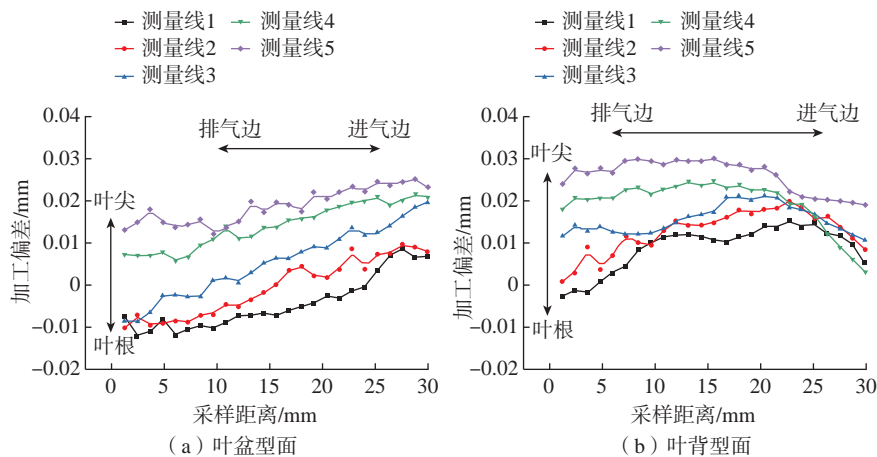 测量线1 测量线4
测量线2 测量线5
测量线3
0.04
0.03
0.02
0.01
0
−0.01
−0.02
加工偏差/mm
叶尖
叶根
排气边 进气边
0 5 10 15 20 25 30
采样距离/mm
（a）叶盆型面
测量线1 测量线4
测量线2 测量线5
测量线3
0.04
0.03
0.02
0.01
0
−0.01
−0.02
加工偏差/mm
叶尖
叶根
排气边 进气边
0 5 10 15 20 25 30
采样距离/mm
（b）叶背型面